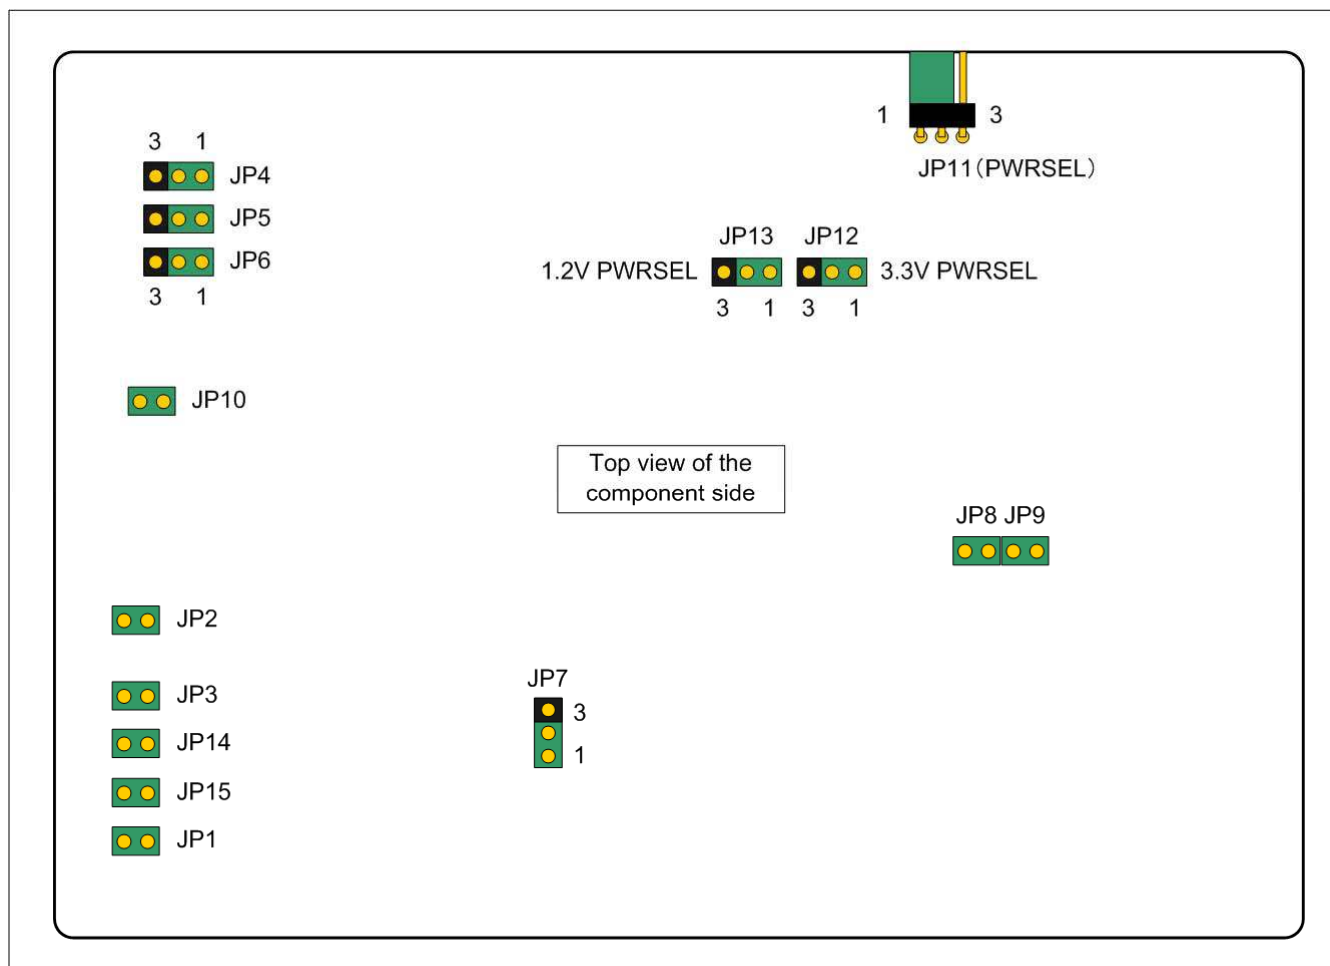 1 3
JP11(PWRSEL)
3 1
JP4
JP5
JP6
3 1
JP13 JP12
1.2V PWRSEL 3.3V PWRSEL
3 1 3 1
JP10
Top view of the
component side
JP8 JP9
JP2
JP3
JP14
JP15
JP1
JP7
3
1